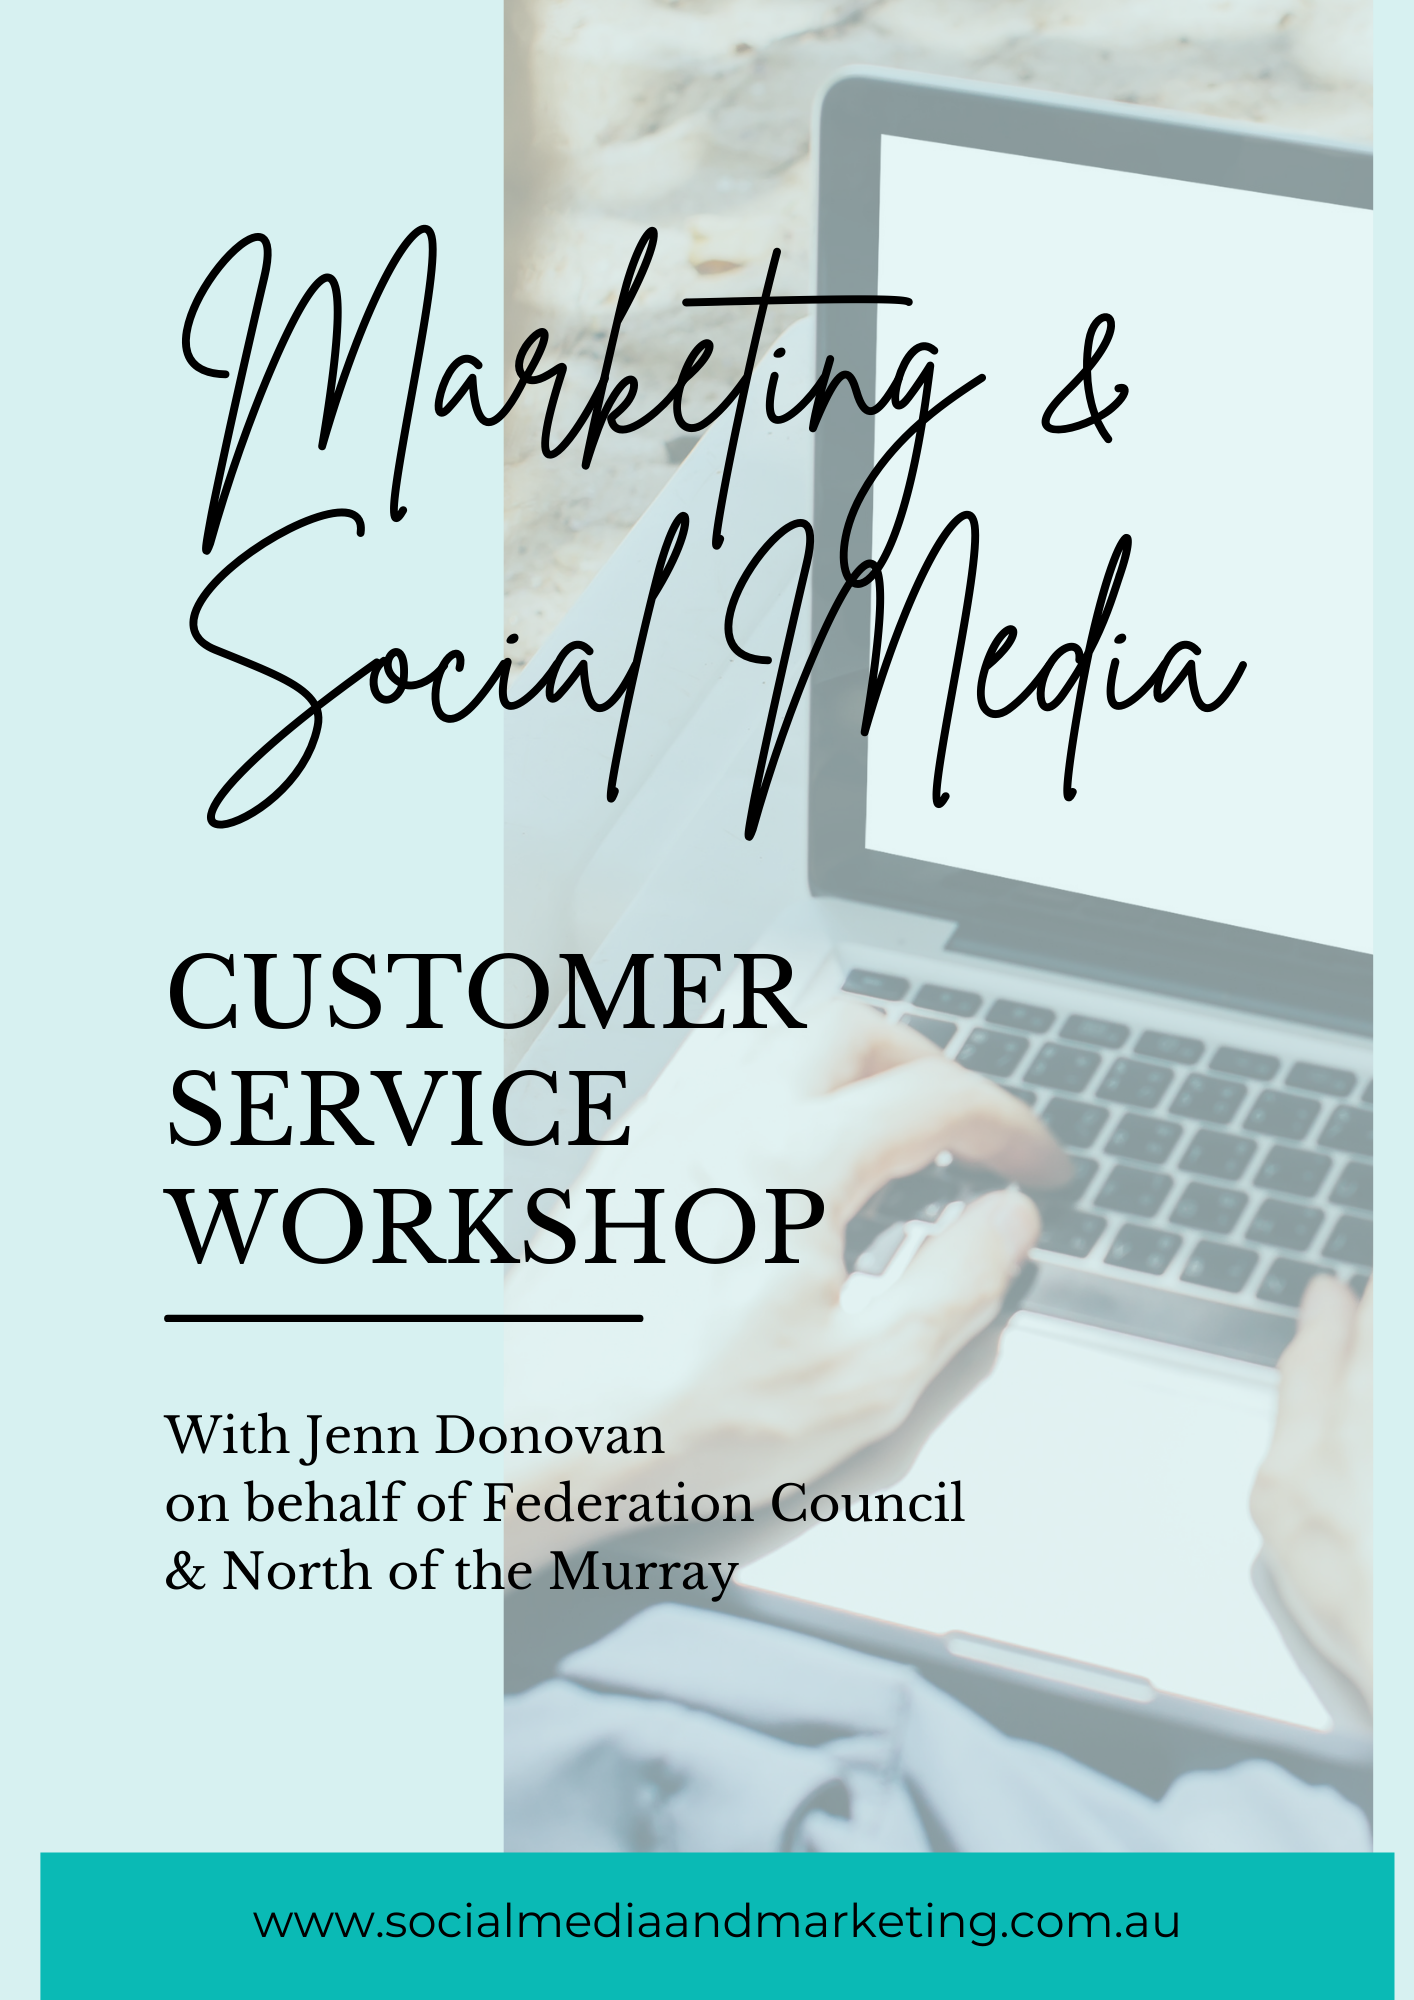 Marketing &
Social Media
CUSTOMER
SERVICE
WORKSHOP
With Jenn Donovan
on behalf of Federation Council
& North of the Murray
www.socialmediaandmarketing.com.au